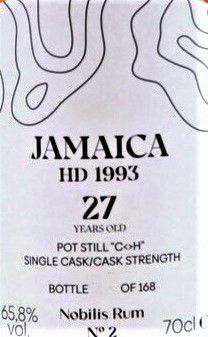 JAMAICA
HD 1993
27
YEARS OLD
POT STILL "C<>H"
SINGLE CASK/CASK STRENGTH
BOTTLE OF 168
65,8% vol.
Nobilis Rum
Nº 2
70cl